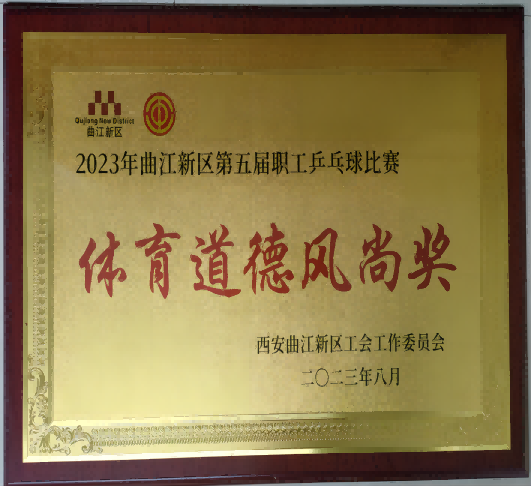 Qujiang New District
曲江新区
2023年曲江新区第五届职工乒乓球比赛
体育道德风尚奖
西安曲江新区工会工作委员会
二〇二三年八月